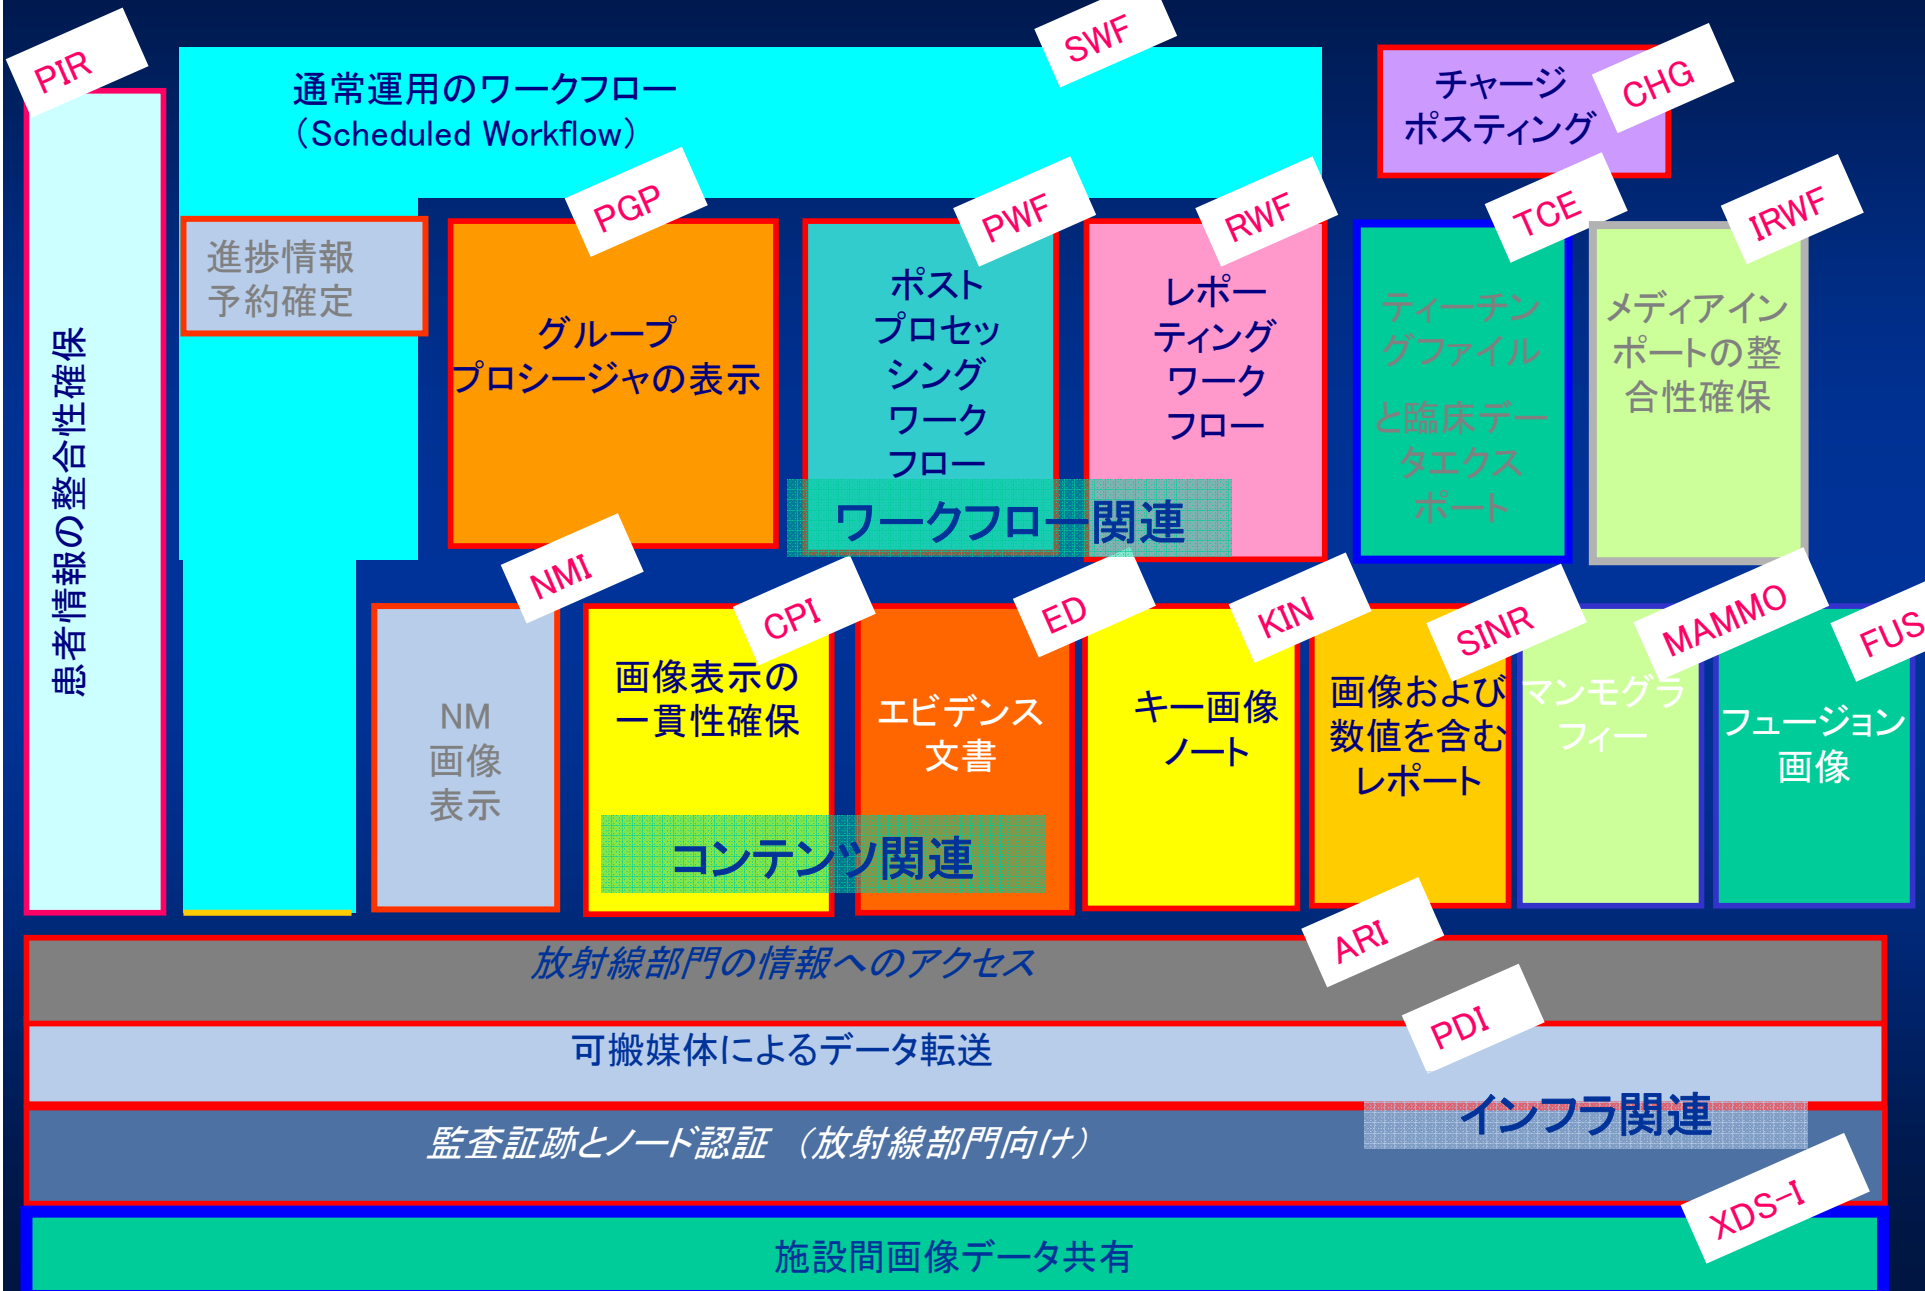 PIR
患者情報の整合性確保
SWF
通常運用のワークフロー
（Scheduled Workflow）
CHG
チャージ
ポスティング
進捗情報
予約確定
PGP
グループ
プロシージャの表示
PWF
ポスト
プロセッ
シング
ワーク
フロー
RWF
レポー
ティング
ワーク
フロー
TCE
ティーチン
グファイル
と臨床デー
タエクス
ポート
IRWF
メディアイン
ポートの整
合性確保
ワークフロー関連
NMI
NM
画像
表示
CPI
画像表示の
一貫性確保
ED
エビデンス
文書
KIN
キー画像
ノート
SINR
画像および
数値を含む
レポート
MAMMO
マンモグラ
フィー
FUS
フュージョン
画像
コンテンツ関連
ARI
放射線部門の情報へのアクセス
PDI
可搬媒体によるデータ転送
インフラ関連
監査証跡とノード認証 （放射線部門向け）
XDS-I
施設間画像データ共有